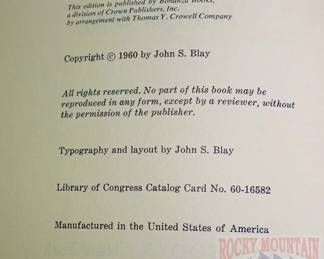 This edition is published by Bonanza Books,
a division of Crown Publishers, Inc.
by arrangement with Thomas Y. Crowell Company
Copyright © 1960 by John S. Blay
All rights reserved. No part of this book may be
reproduced in any form, except by a reviewer, without
the permission of the publisher.
Typography and layout by John S. Blay
Library of Congress Catalog Card No. 60-16582
Manufactured in the United States of America
ROCKY MOUNTAIN